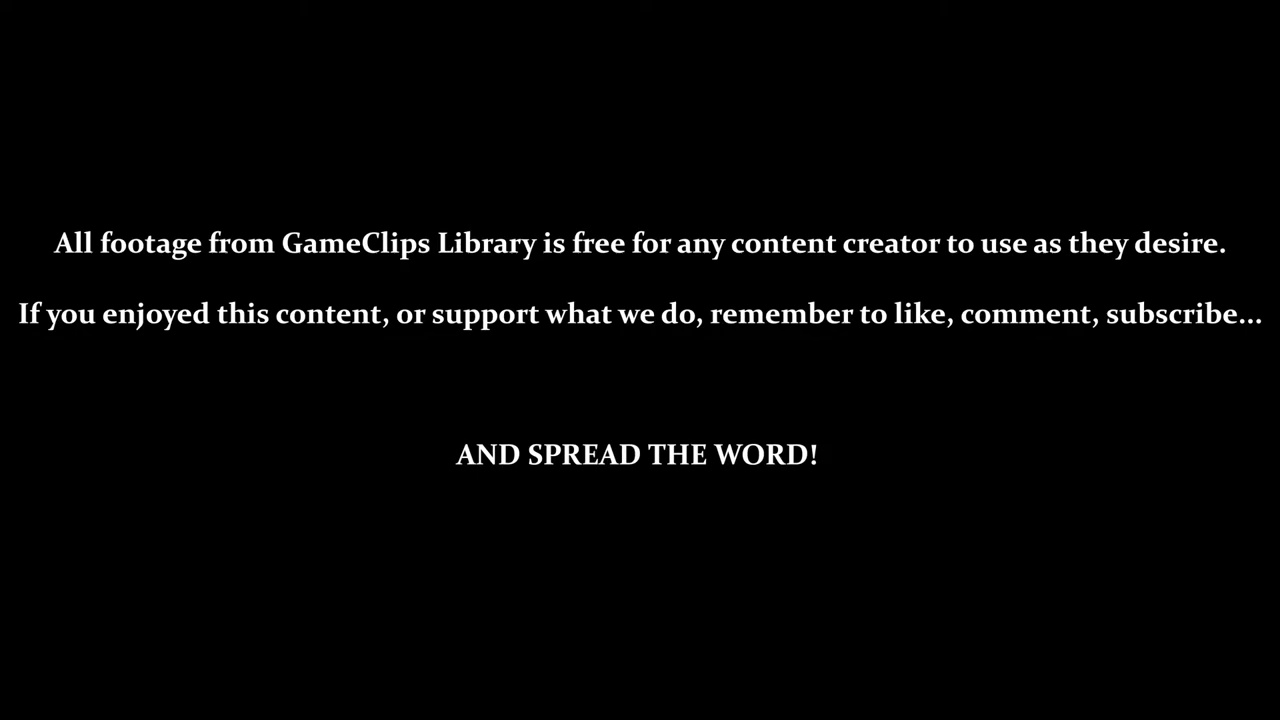 All footage from GameClips Library is free for any content creator to use as they desire.
If you enjoyed this content, or support what we do, remember to like, comment, subscribe...
AND SPREAD THE WORD!